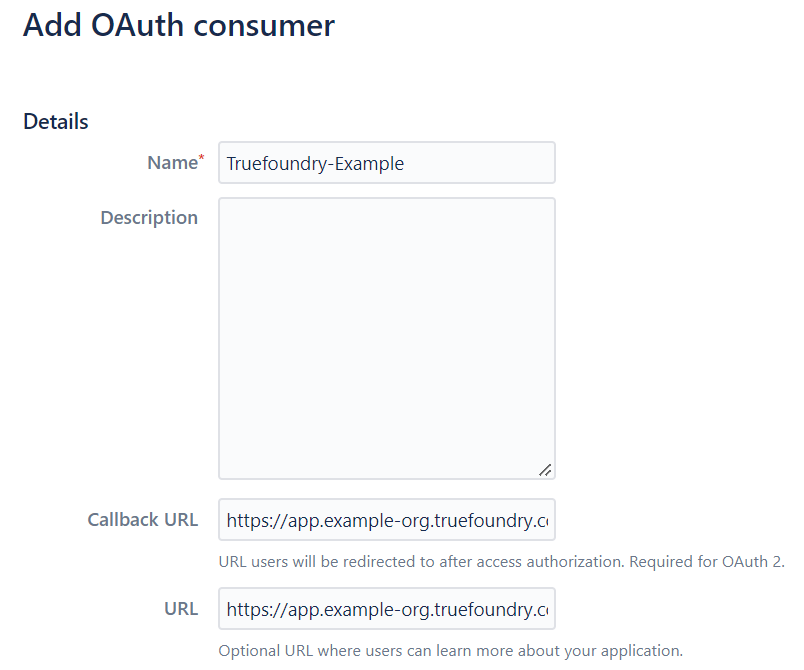 Add OAuth consumer
Details
Name*
Truefoundry-Example
Description
Callback URL
https://app.example-org.truefoundry.c
URL users will be redirected to after access authorization. Required for OAuth 2.
URL
https://app.example-org.truefoundry.c
Optional URL where users can learn more about your application.